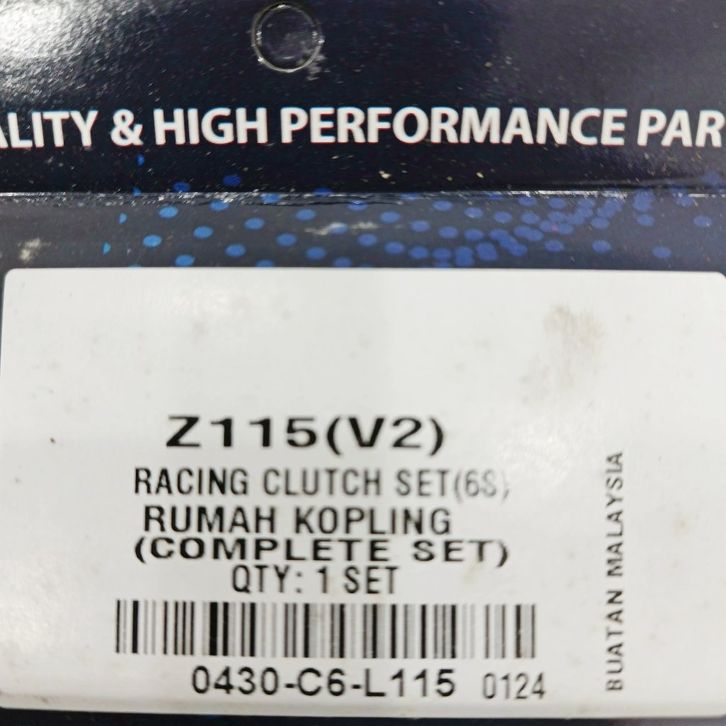 ALITY & HIGH PERFORMANCE PAR
Z115(V2)
RACING CLUTCH SET(6S)
RUMAH KOPLING
(COMPLETE SET)
QTY: 1 SET
0430-C6-L115 0124
BUATAN MALAYSIA